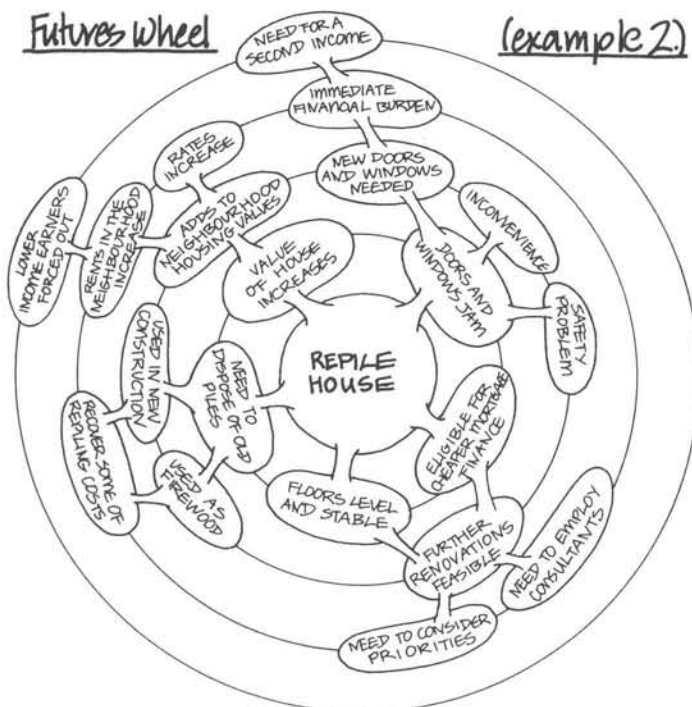 Futures Wheel
(example 2.)
NEED FOR A
SECOND INCOME
IMMEDIATE
FINANCIAL BURDEN
NEW DOORS
AND WINDOWS
NEEDED
DOORS AND
WINDOWS JAM
INCONVENIENCE
SAFETY
PROBLEM
RATES
INCREASE
ADDS TO
NEIGHBOURHOOD
HOUSING VALUES
RENTS IN THE
NEIGHBOURHOOD
INCREASE
LOWER
INCOME EARNERS
FORCED OUT
VALUE
OF HOUSE
INCREASES
REPILE
HOUSE
NEED TO
DISPOSE OF OLD
PILES
USED IN NEW
CONSTRUCTION
USED AS
FIREWOOD
RECOVER SOME OF
REPILING COSTS
FLOORS LEVEL
AND STABLE
ELIGIBLE FOR
CHEAPER MORTGAGE
FINANCE
FURTHER
RENOVATIONS
FEASIBLE
NEED TO EMPLOY
CONSULTANTS
NEED TO CONSIDER
PRIORITIES